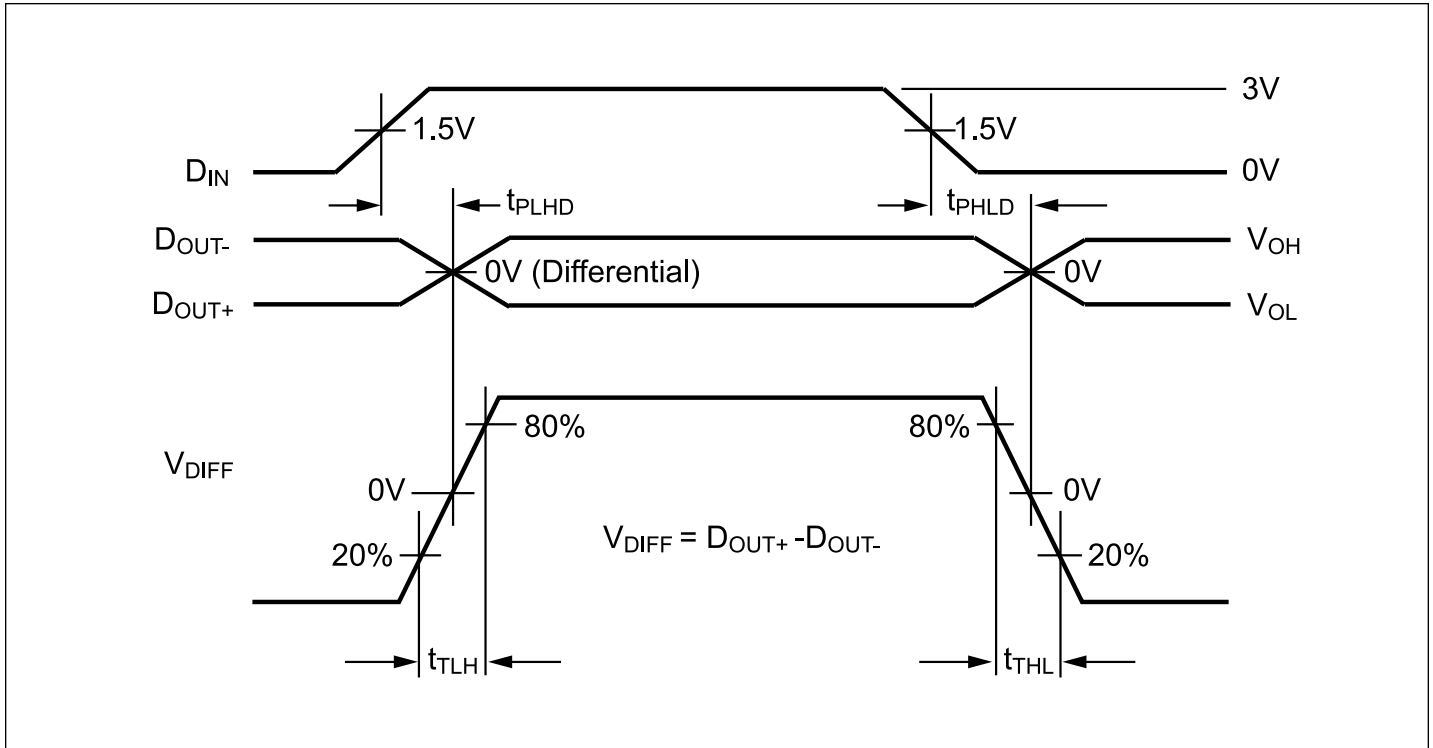 3V
1.5V
1.5V
DIN
0V
tPLHD
tPHLD
DOUT-
VOH
0V (Differential)
0V
DOUT+
VOL
80%
80%
VDIFF
0V
0V
VDIFF = DOUT+ -DOUT-
20%
20%
tTLH
tTHL